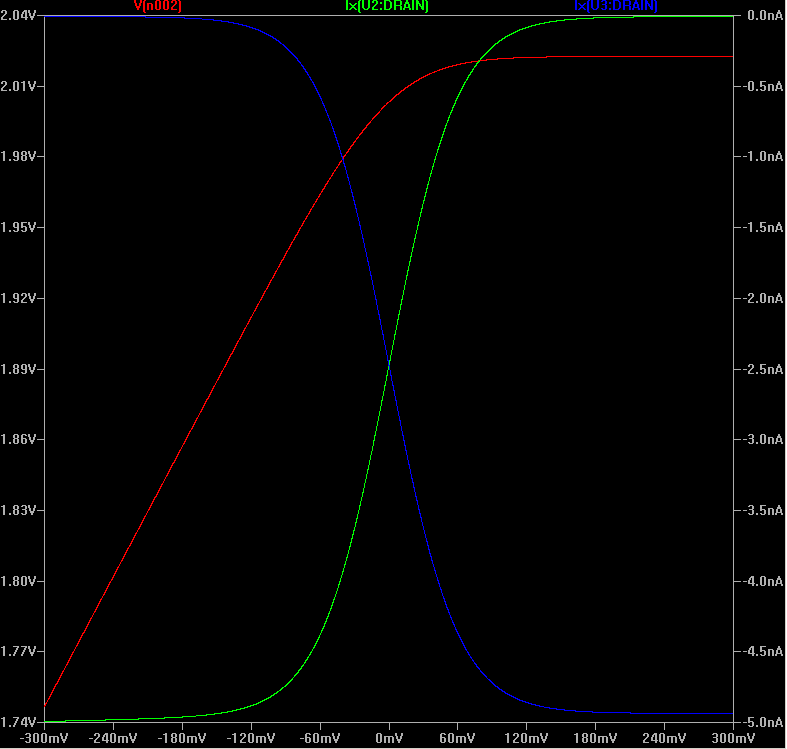 V(n002) Ix(U2:DRAIN) Ix(U3:DRAIN)
2.04V 0.0nA
2.01V -0.5nA
1.98V -1.0nA
1.95V -1.5nA
1.92V -2.0nA
1.89V -2.5nA
1.86V -3.0nA
1.83V -3.5nA
1.80V -4.0nA
1.77V -4.5nA
1.74V -5.0nA
-300mV -240mV -180mV -120mV -60mV 0mV 60mV 120mV 180mV 240mV 300mV